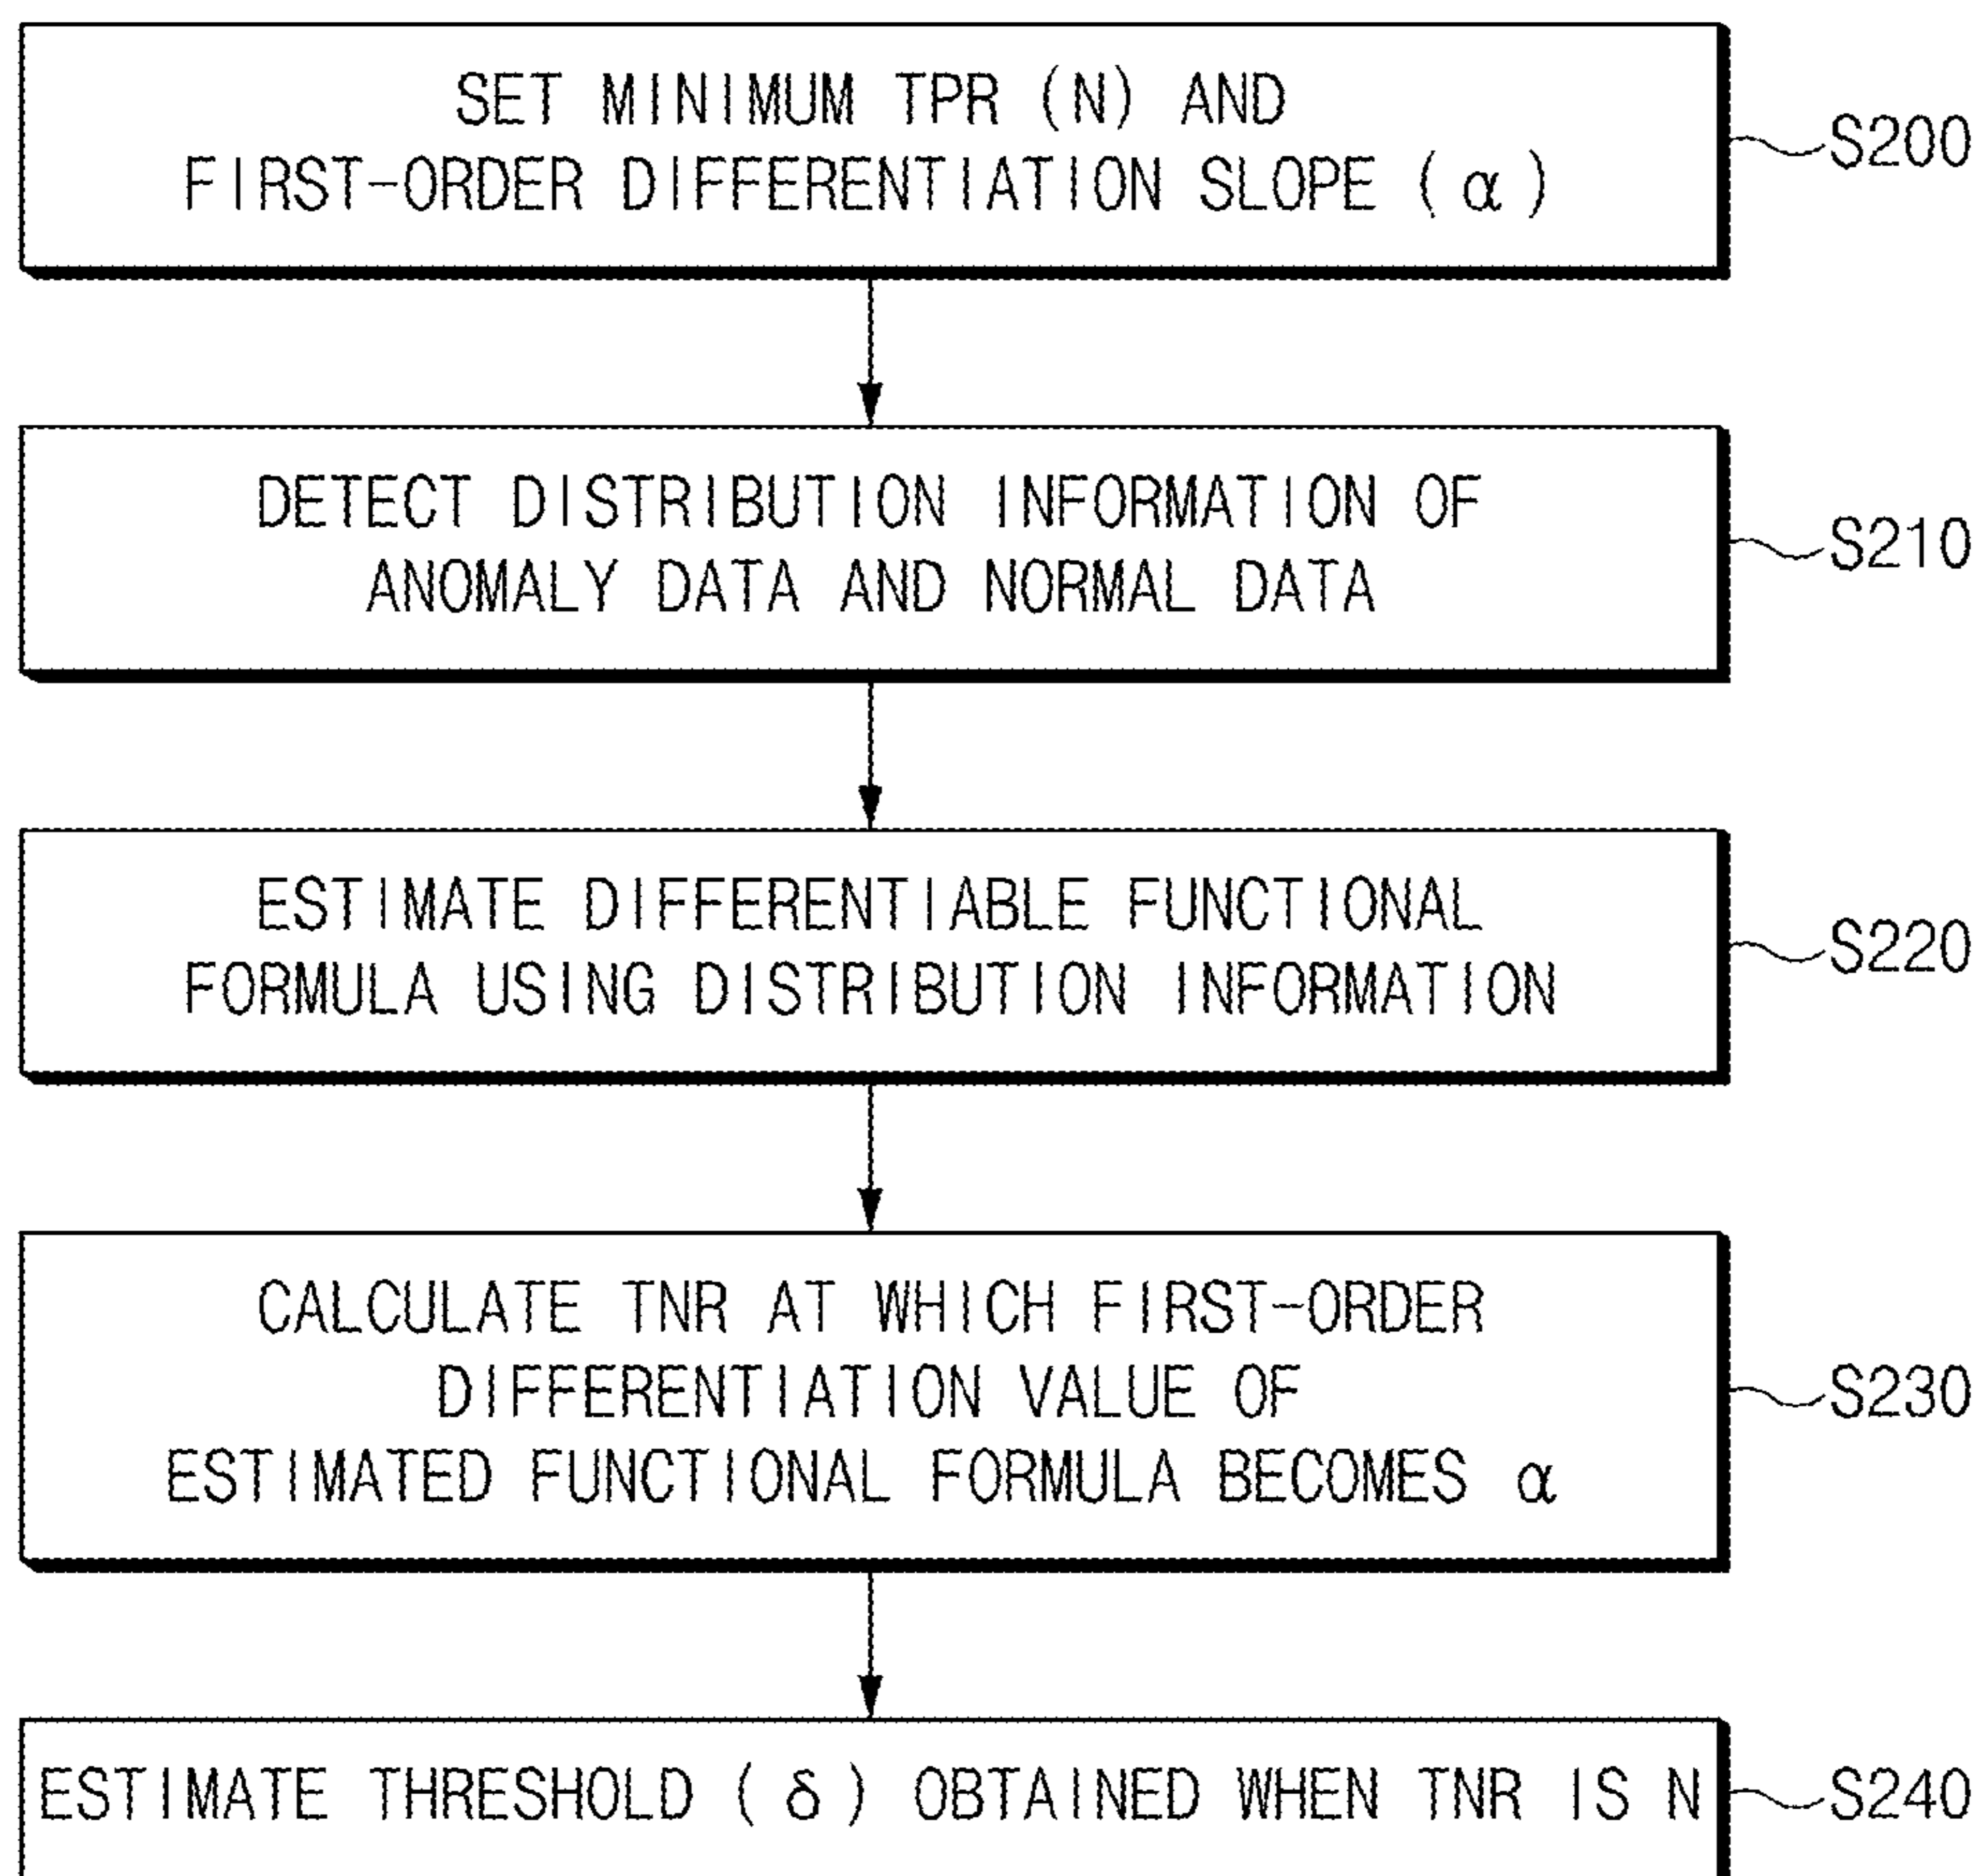 SET MINIMUM TPR (N) AND
FIRST-ORDER DIFFERENTIATION SLOPE (α)
S200
DETECT DISTRIBUTION INFORMATION OF
ANOMALY DATA AND NORMAL DATA
S210
ESTIMATE DIFFERENTIABLE FUNCTIONAL
FORMULA USING DISTRIBUTION INFORMATION
S220
CALCULATE TNR AT WHICH FIRST-ORDER
DIFFERENTIATION VALUE OF
ESTIMATED FUNCTIONAL FORMULA BECOMES α
S230
ESTIMATE THRESHOLD (δ) OBTAINED WHEN TNR IS N
S240